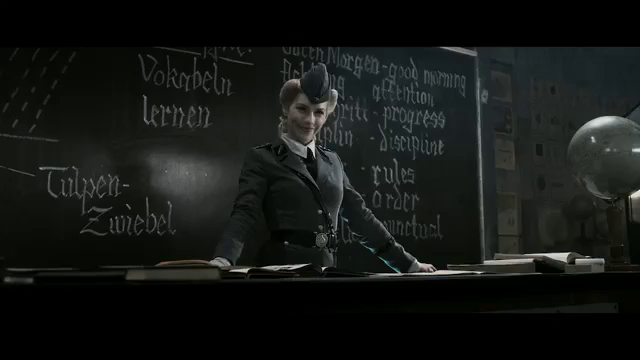 Vokabeln
lernen
Tulpen-
Zwiebel
Guten Morgen - good morning
attention
- progress
- discipline
- rules
order
punctual